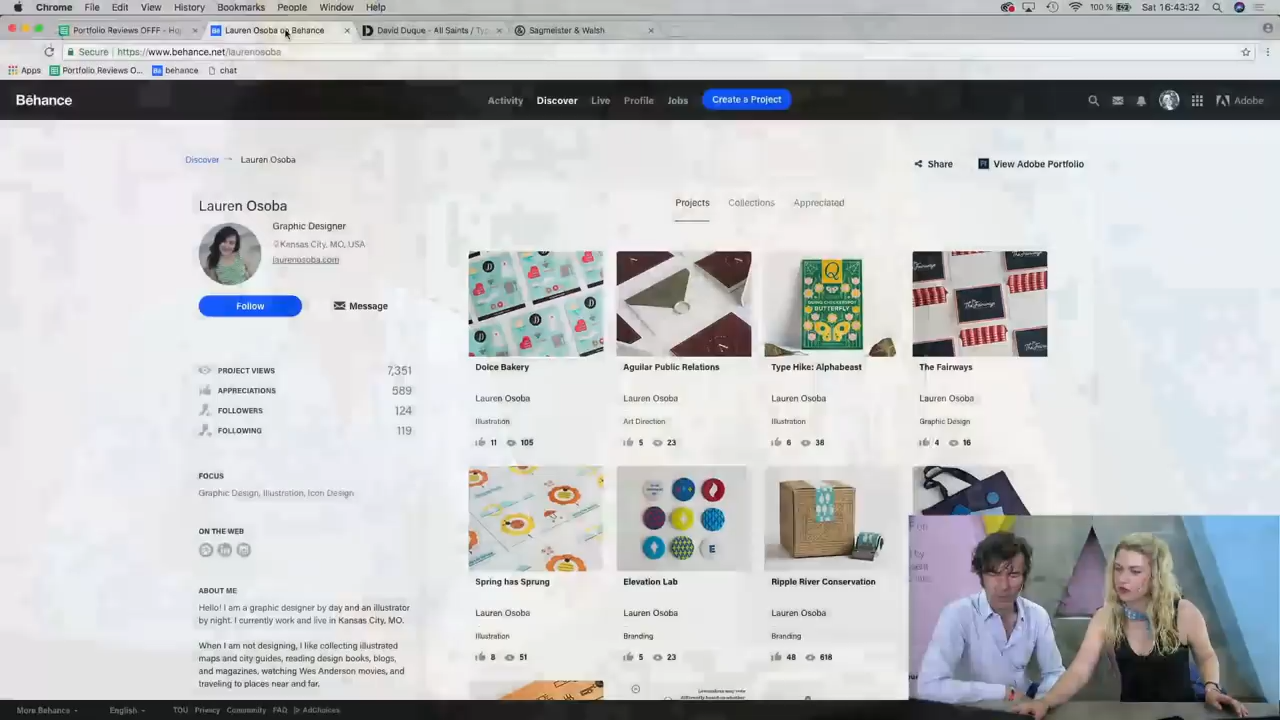 Chrome File Edit View History Bookmarks People Window Help 100 % Sat 16:43:32
Portfolio Reviews OFFF - Ho Lauren Osoba on Behance David Duque - All Saints / Ty Sagmeister & Walsh
Secure https://www.behance.net/laurenosoba
Apps Portfolio Reviews O... behance chat
Bēhance Activity Discover Live Profile Jobs Create a Project Adobe
Discover → Lauren Osoba
Share View Adobe Portfolio
Lauren Osoba
Graphic Designer
Kansas City, MO, USA
laurenosoba.com
Follow Message
PROJECT VIEWS 7,351
APPRECIATIONS 589
FOLLOWERS 124
FOLLOWING 119
FOCUS
Graphic Design, Illustration, Icon Design
ON THE WEB
ABOUT ME
Hello! I am a graphic designer by day and an illustrator
by night. I currently work and live in Kansas City, MO.
When I am not designing, I like collecting illustrated
maps and city guides, reading design books, blogs,
and magazines, watching Wes Anderson movies, and
traveling to places near and far.
Projects Collections Appreciated
Dolce Bakery Aguilar Public Relations Type Hike: Alphabeast The Fairways
Lauren Osoba Lauren Osoba Lauren Osoba Lauren Osoba
Illustration Art Direction Illustration Graphic Design
11 105 5 23 6 38 4 16
Q
BUTTERFLY
E
Spring has Sprung Elevation Lab Ripple River Conservation
Lauren Osoba Lauren Osoba Lauren Osoba
Illustration Branding Branding
8 51 5 23 48 618
More Behance English TOU Privacy Community FAQ AdChoices